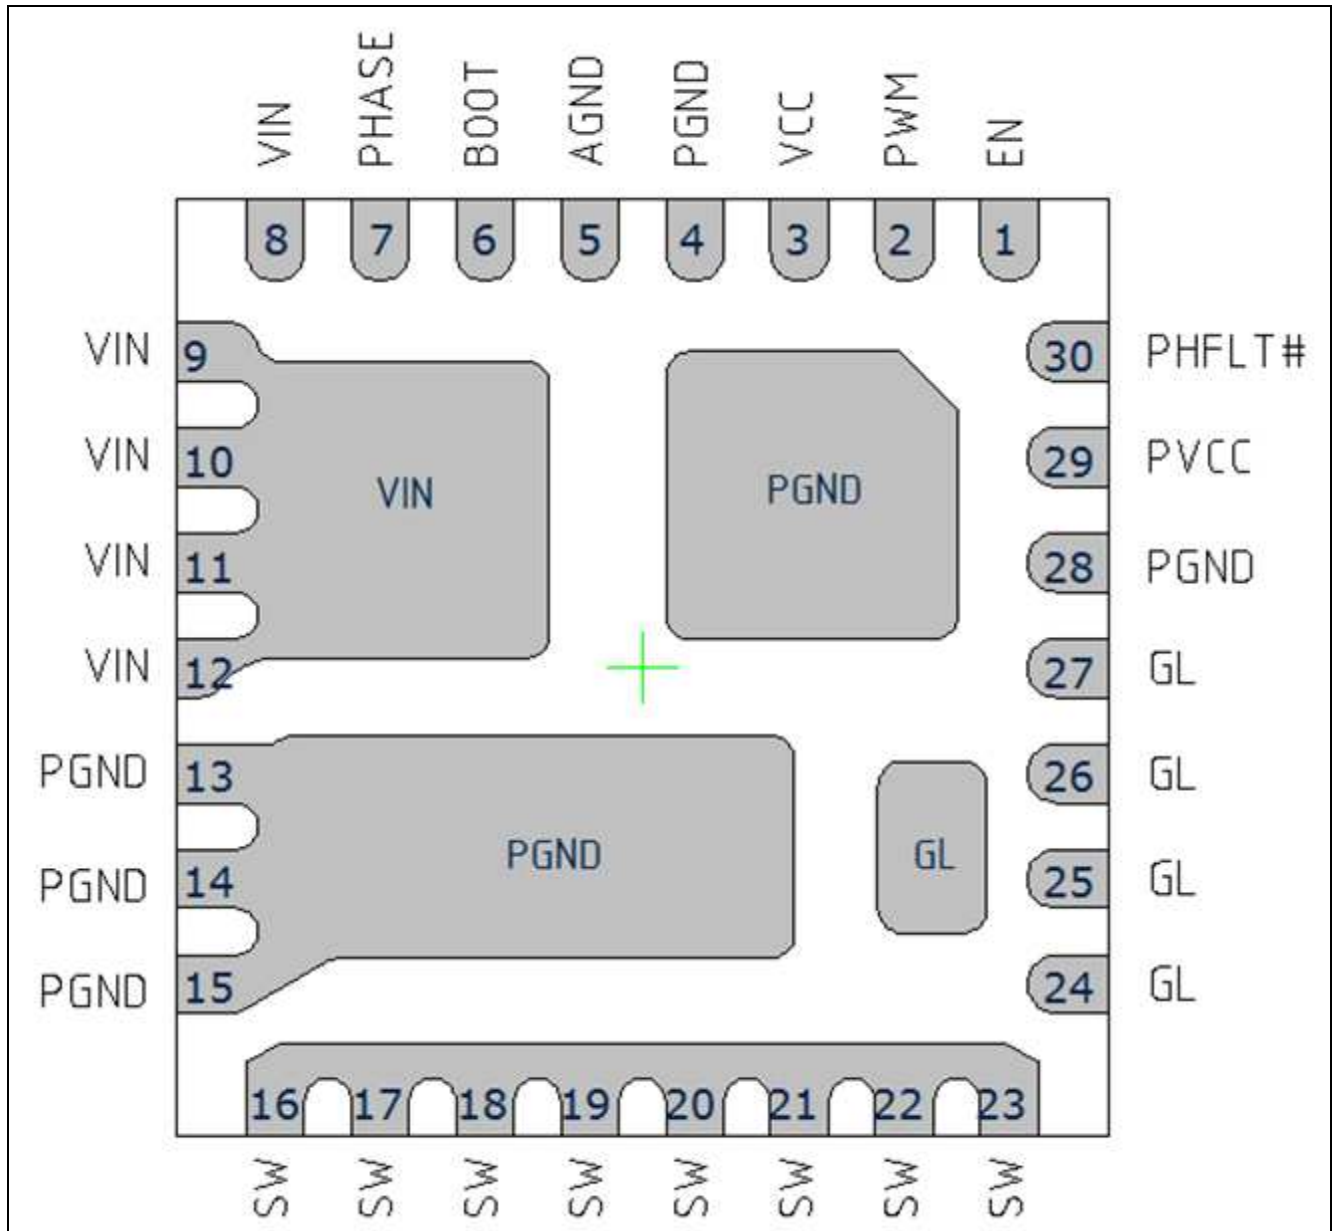 VIN PHASE BOOT AGND PGND VCC PWM EN
8 7 6 5 4 3 2 1
VIN 9 30 PHFLT#
VIN 10 29 PVCC
VIN PGND
VIN 11 28 PGND
VIN 12 27 GL
PGND 13 26 GL
PGND GL
PGND 14 25 GL
PGND 15 24 GL
16 17 18 19 20 21 22 23
SW SW SW SW SW SW SW SW